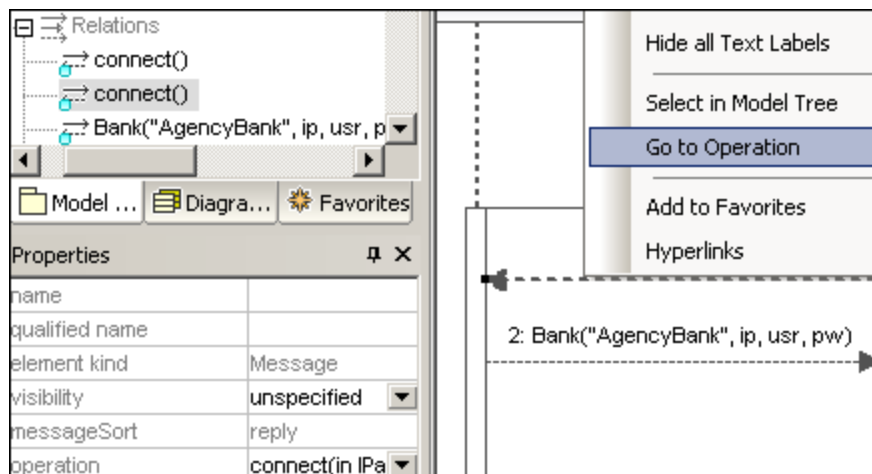 Relations
connect()
connect()
Bank("AgencyBank", ip, usr, p
Model ...
Diagra...
Favorites
Properties
name
qualified name
element kind Message
visibility unspecified
messageSort reply
operation connect(in IPa
Hide all Text Labels
Select in Model Tree
Go to Operation
Add to Favorites
Hyperlinks
2: Bank("AgencyBank", ip, usr, pw)